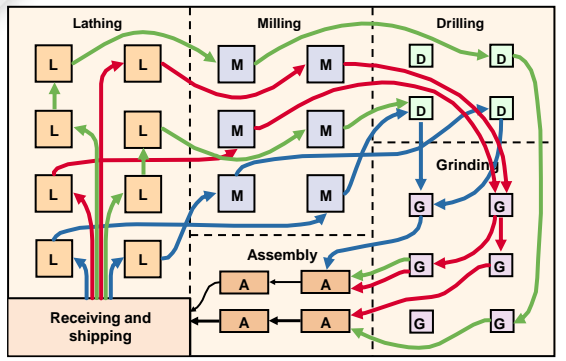 Lathing Milling Drilling
L L M M D D
L L M M D D
Grinding
L L M M G G
L L Assembly G G
A A
Receiving and
shipping
A A G G